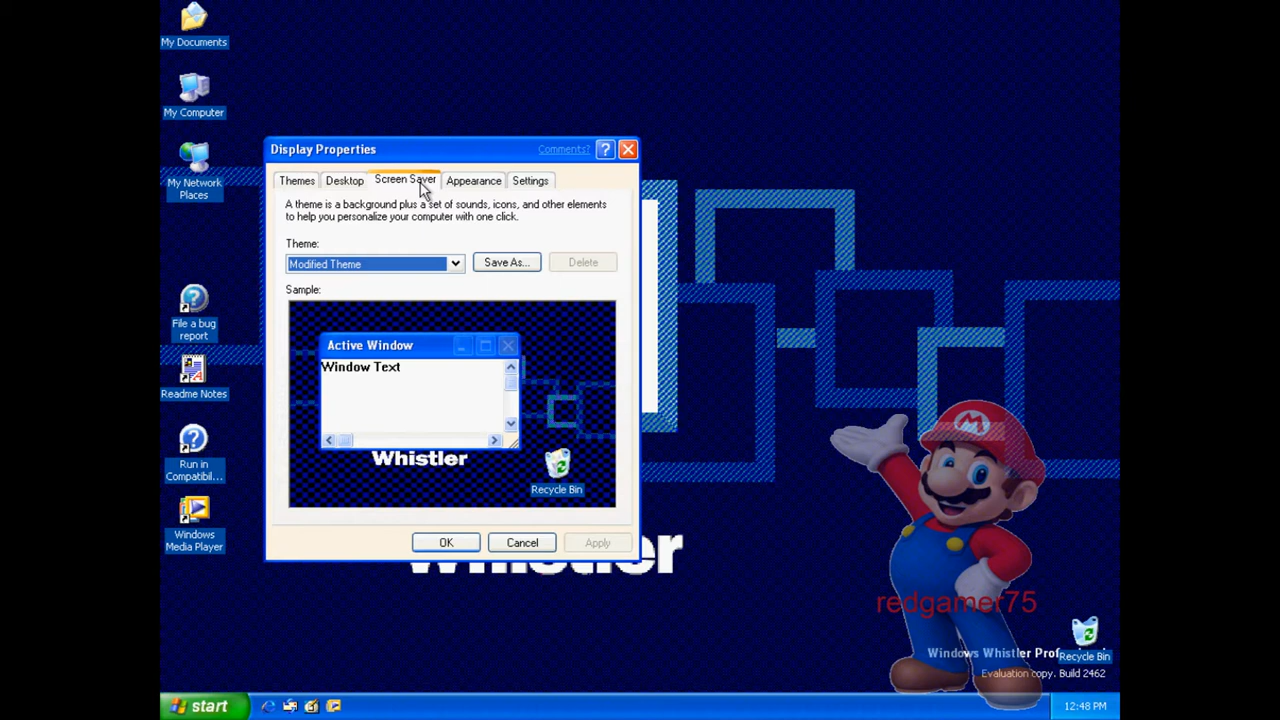 My Documents
My Computer
My Network
Places
File a bug
report
Readme Notes
Run in
Compatibil...
Windows
Media Player
Display Properties
Comments?
Themes
Desktop
Screen Saver
Appearance
Settings
A theme is a background plus a set of sounds, icons, and other elements
to help you personalize your computer with one click.
Theme:
Modified Theme
Save As...
Delete
Sample:
Active Window
Window Text
Whistler
Recycle Bin
OK
Cancel
Apply
Whistler
M
redgamer75
Windows Whistler Prof
Recycle Bin
Evaluation copy. Build 2462
start
12:48 PM